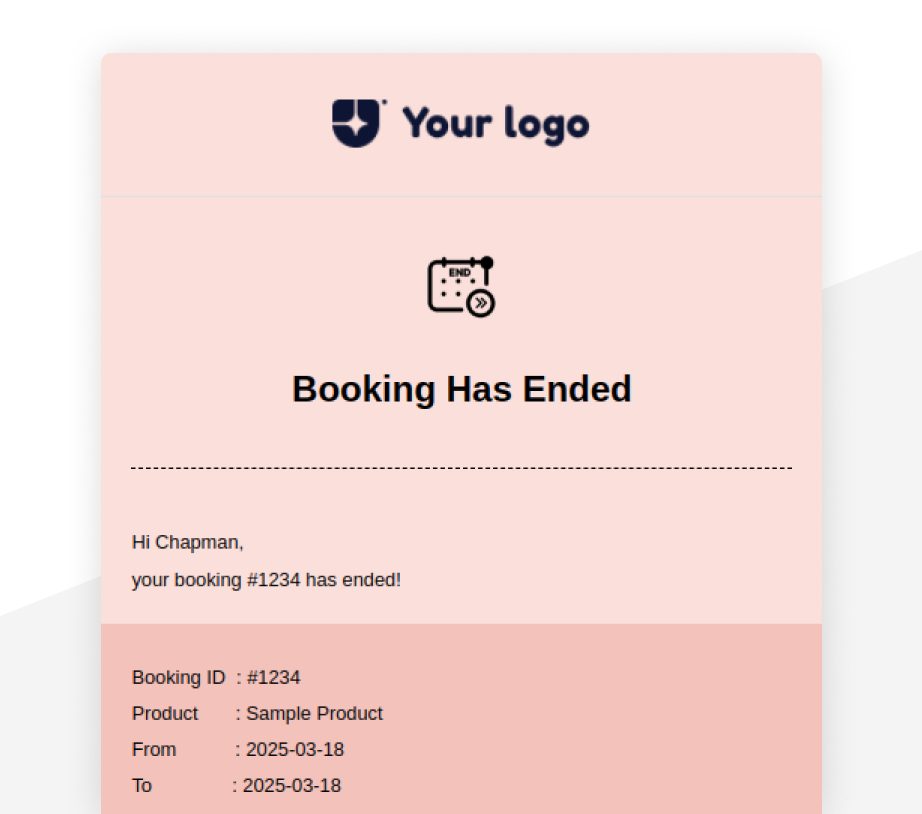 Your logo
END
Booking Has Ended
Hi Chapman,
your booking #1234 has ended!
Booking ID : #1234
Product : Sample Product
From : 2025-03-18
To : 2025-03-18